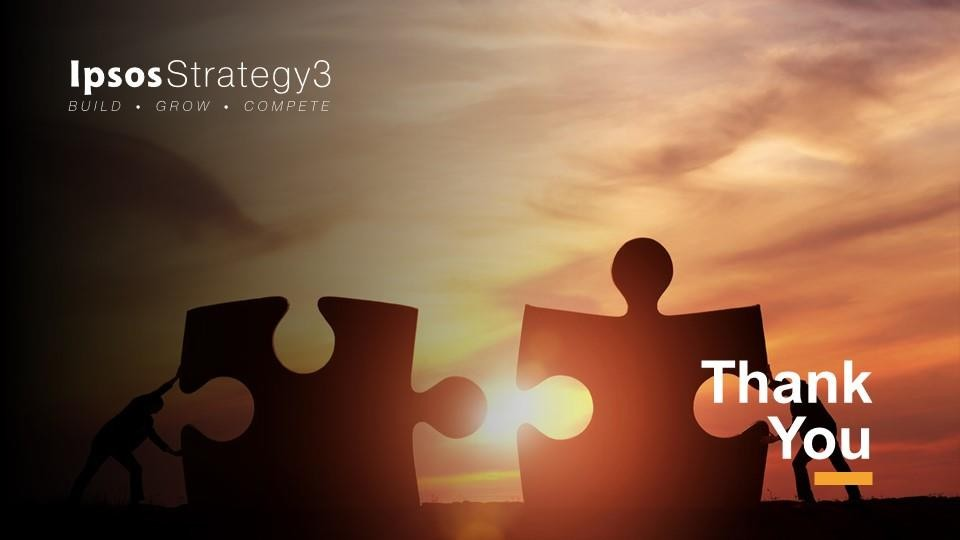 IpsosStrategy3
BUILD • GROW • COMPETE
Thank
You